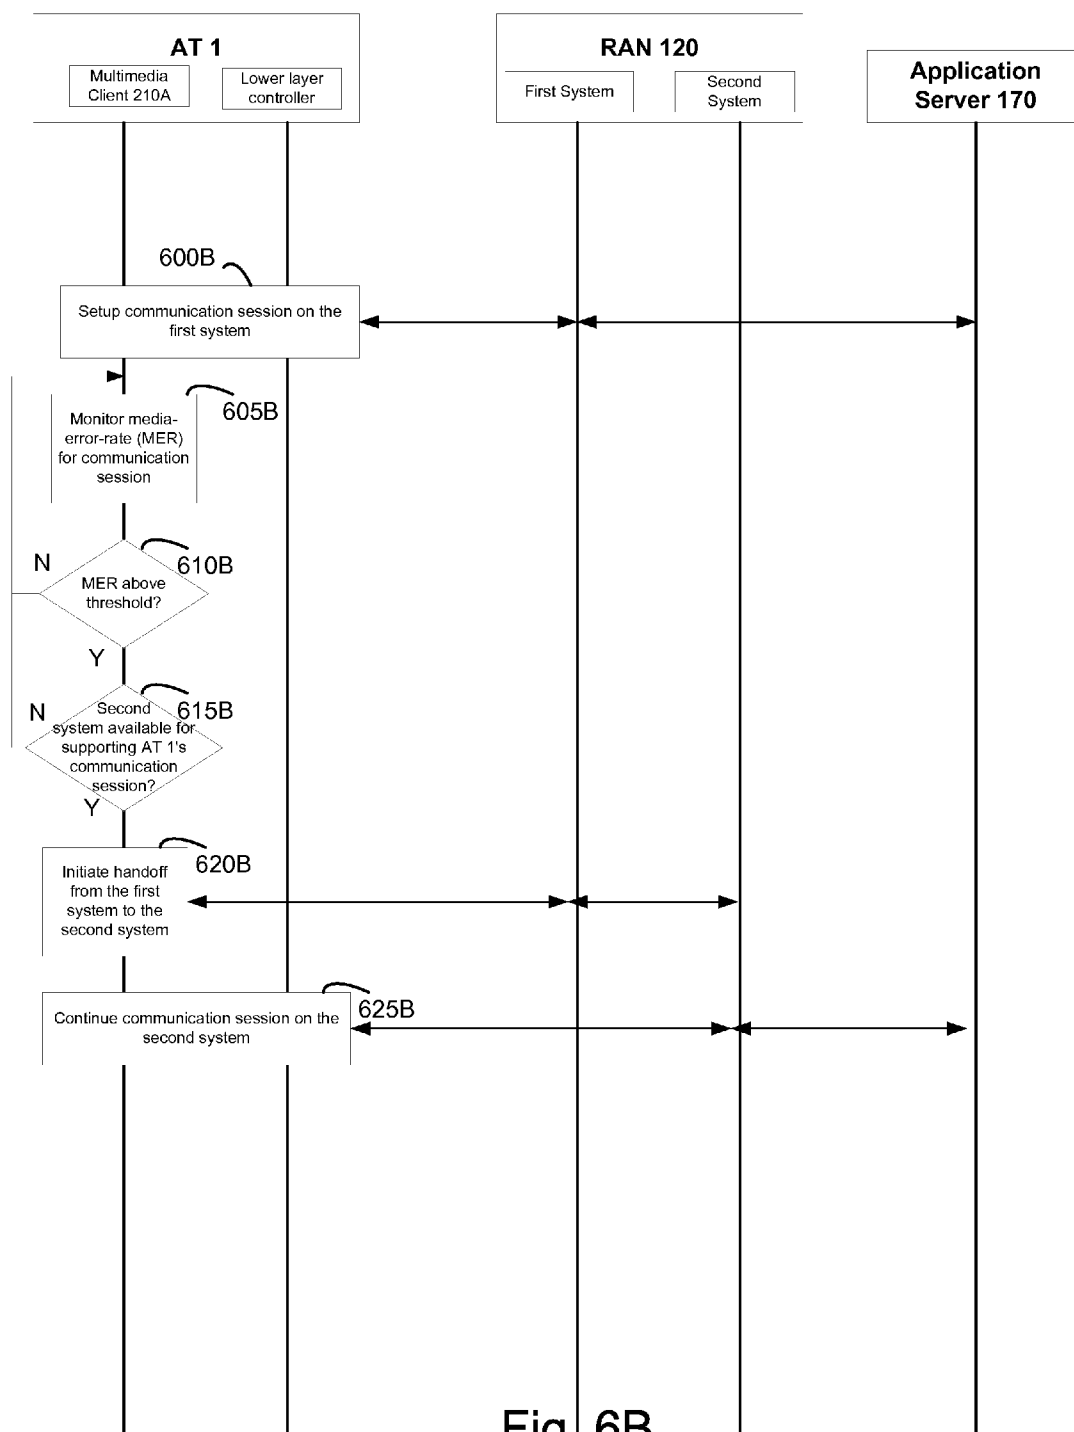 AT 1
Multimedia
Client 210A
Lower layer
controller
RAN 120
First System
Second
System
Application
Server 170
600B
Setup communication session on the
first system
605B
Monitor media-
error-rate (MER)
for communication
session
N
610B
MER above
threshold?
Y
N
615B
Second
system available for
supporting AT 1's
communication
session?
Y
620B
Initiate handoff
from the first
system to the
second system
625B
Continue communication session on the
second system
Fig. 6B